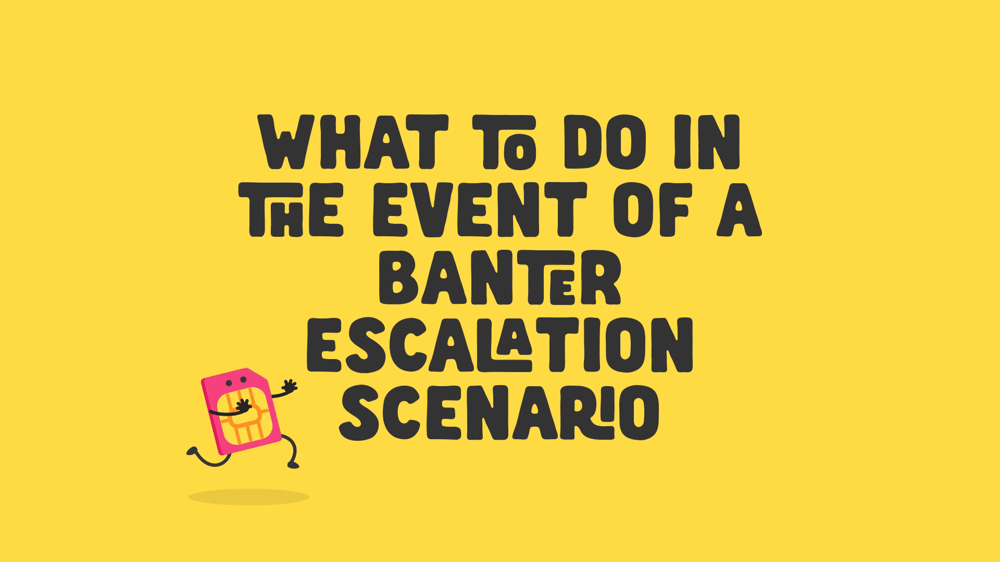 WHAT TO DO IN
THE EVENT OF A
BANTER
ESCALATION
SCENARIO